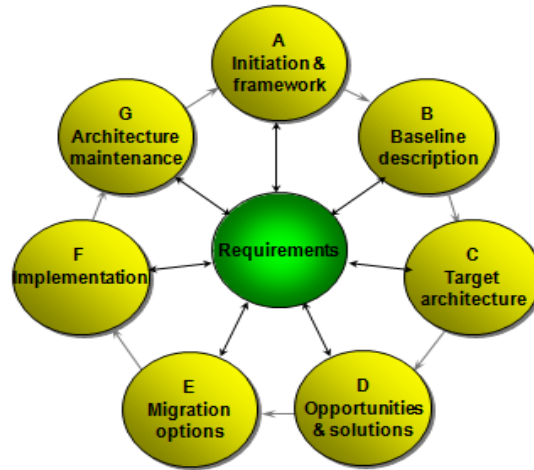 A
Initiation &
framework
B
Baseline
description
C
Target
architecture
D
Opportunities
& solutions
E
Migration
options
F
Implementation
G
Architecture
maintenance
Requirements